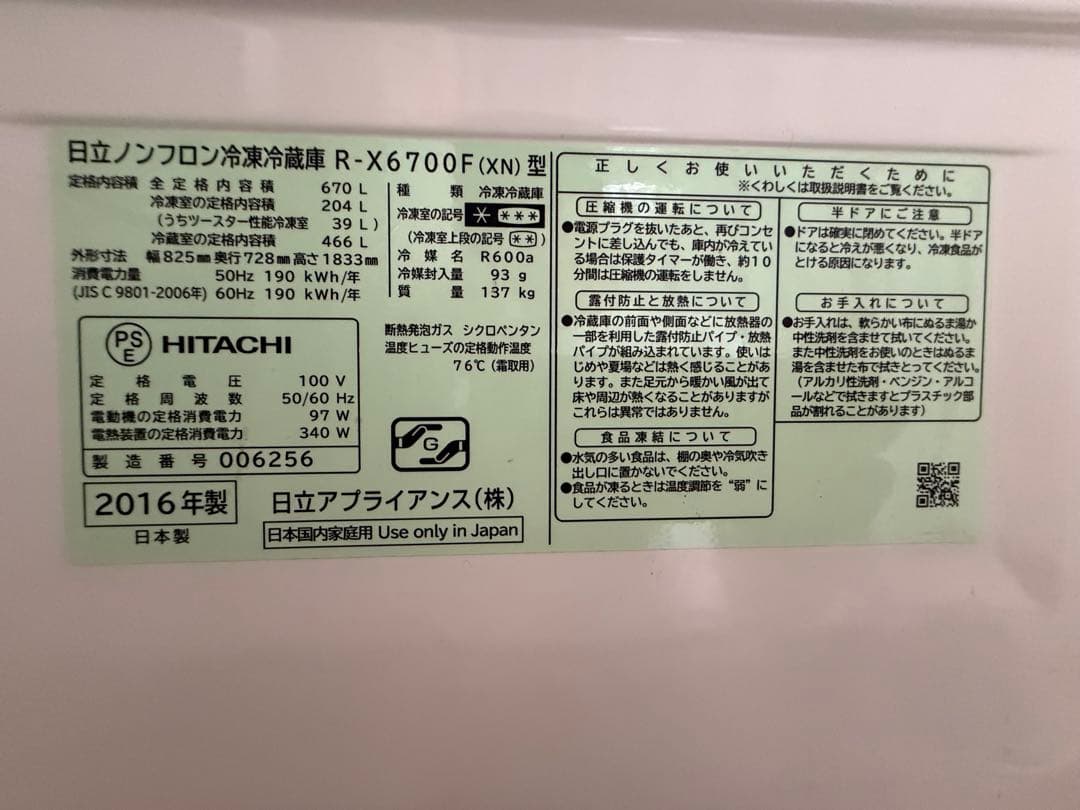 日立ノンフロン冷凍冷蔵庫 R-X6700F(XN)型
定格内容積 全定格内容積 670 L
冷凍室の定格内容積 204 L
(うちツースター性能冷凍室 39 L)
冷蔵室の定格内容積 466 L
外形寸法 幅825mm奥行728mm高さ1833mm
消費電力量 50Hz 190 kWh/年
(JIS C 9801-2006年) 60Hz 190 kWh/年
種類 冷凍冷蔵庫
冷凍室の記号 * ***
(冷凍室上段の記号 **)
冷媒名 R600a
冷媒封入量 93 g
質量 137 kg
PS
E
HITACHI
定格電圧 100 V
定格周波数 50/60 Hz
電動機の定格消費電力 97 W
電熱装置の定格消費電力 340 W
製造番号 006256
断熱発泡ガス シクロペンタン
温度ヒューズの定格動作温度
76℃(霜取用)
G
2016年製
日本製
日立アプライアンス(株)
日本国内家庭用 Use only in Japan
正しくお使いいただくために
※くわしくは取扱説明書をご覧ください。
圧縮機の運転について
●電源プラグを抜いたあと、再びコンセ
ントに差し込んでも、庫内が冷えてい
る場合は保護タイマーが働き、約10
分間は圧縮機の運転をしません。
露付防止と放熱について
●冷蔵庫の前面や側面などに放熱器の
一部を利用した露付防止パイプ・放熱
パイプが組み込まれています。使いは
じめや夏場などは熱く感じることがあ
ります。また足元から暖かい風が出て
床や周辺が熱くなることがありますが
これらは異常ではありません。
食品凍結について
●水気の多い食品は、棚の奥や冷気吹き
出し口に置かないでください。
●食品が凍るときは温度調節を“弱”に
してください。
半ドアにご注意
●ドアは確実に閉めてください。半ドア
になると冷えが悪くなり、冷凍食品が
とける原因になります。
お手入れについて
●お手入れは、軟らかい布にぬるま湯か
中性洗剤を含ませて拭いてください。
また中性洗剤をお使いのときはぬるま
湯を含ませた布で拭きとってください。
(アルカリ性洗剤・ベンジン・アルコ
ールなどで拭きますとプラスチック部
品が割れることがあります)